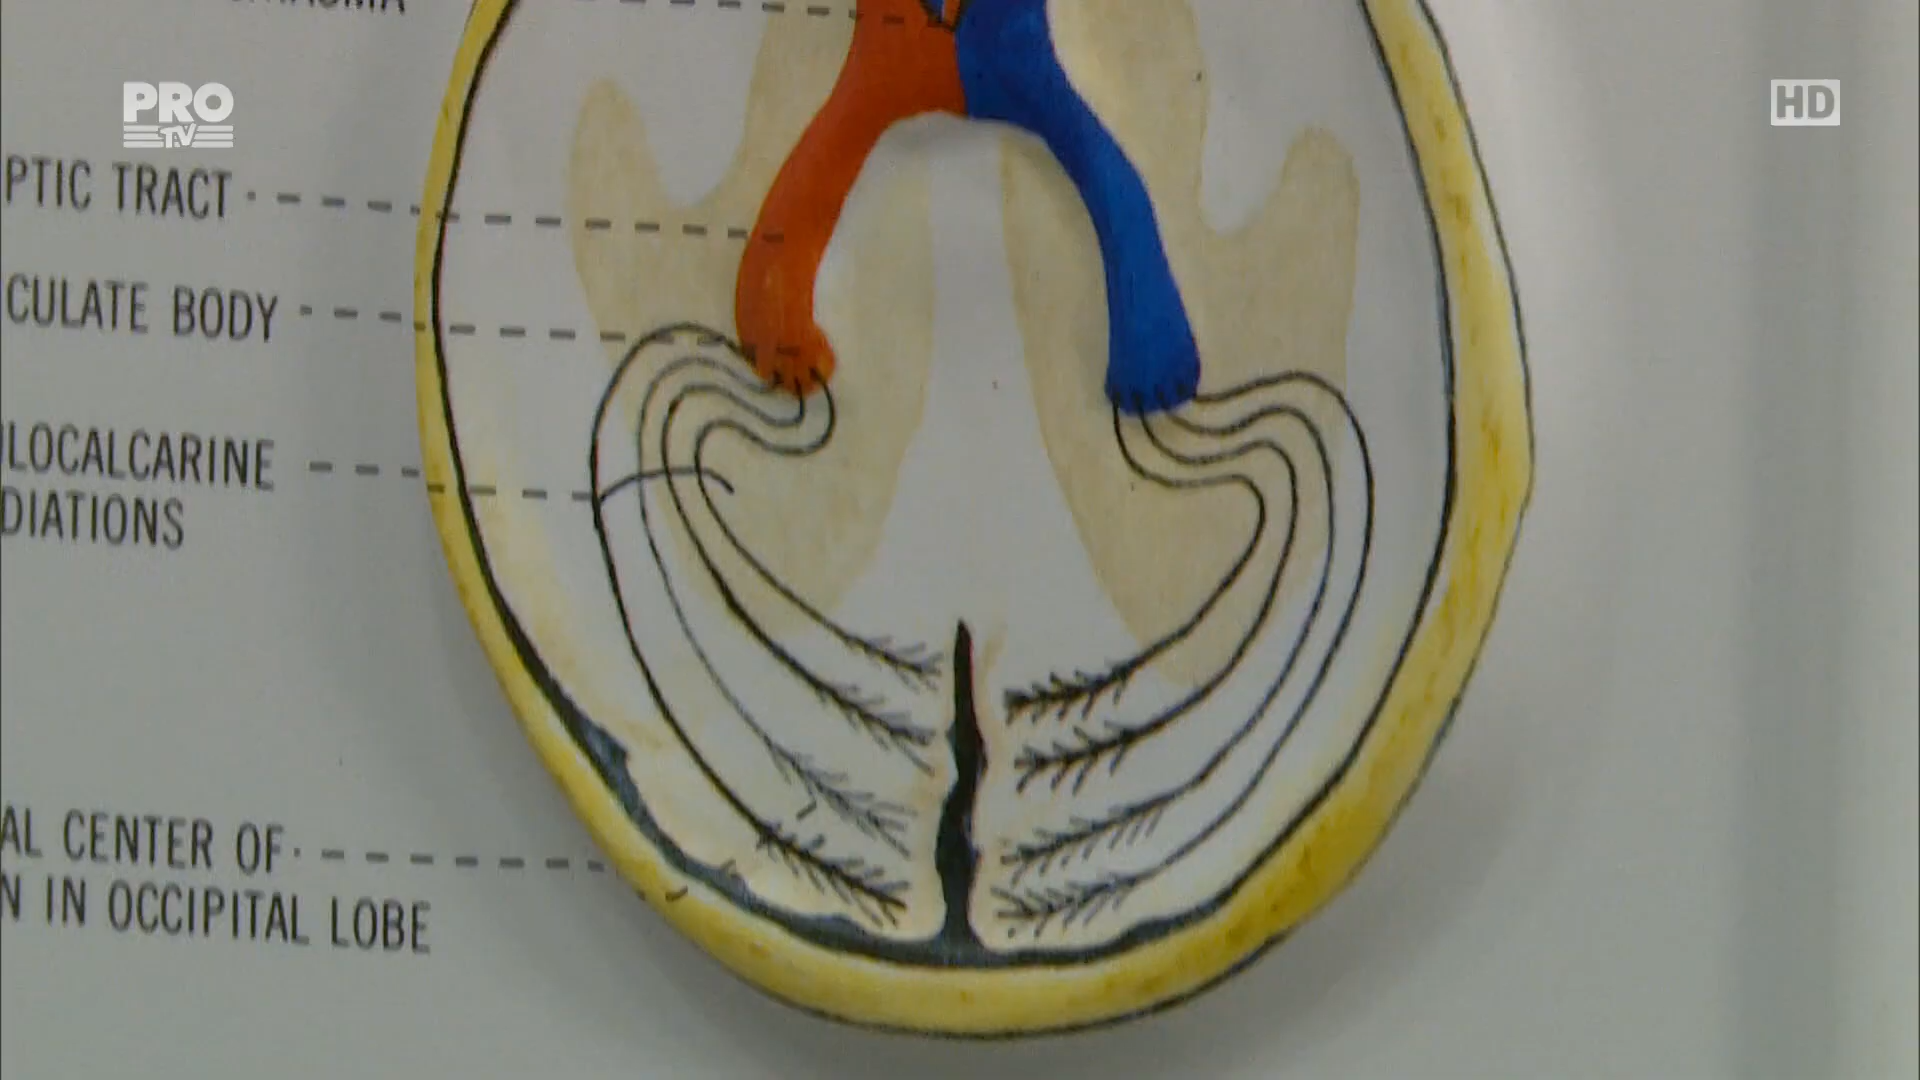 PRO
TV
HD
PTIC TRACT
CULATE BODY
LOCALCARINE
DIATIONS
AL CENTER OF
N IN OCCIPITAL LOBE